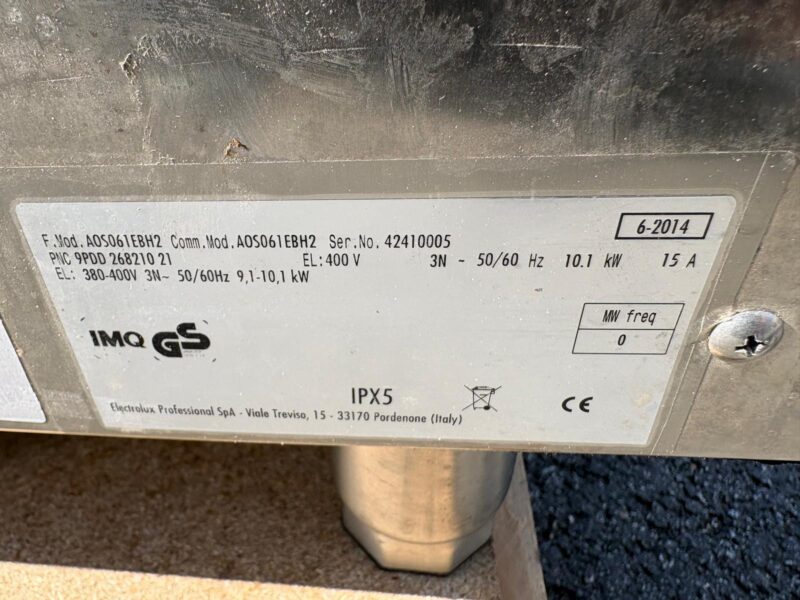 F.Mod. AOS061EBH2 Comm.Mod. AOS061EBH2 Ser.No. 42410005
6-2014
PNC 9PDD 268210 21 EL: 400 V 3N ~ 50/60 Hz 10.1 kW 15 A
EL: 380-400V 3N~ 50/60Hz 9,1-10,1 kW
MW freq
0
IMQ GS
IPX5
CE
Electrolux Professional SpA - Viale Treviso, 15 - 33170 Pordenone (Italy)